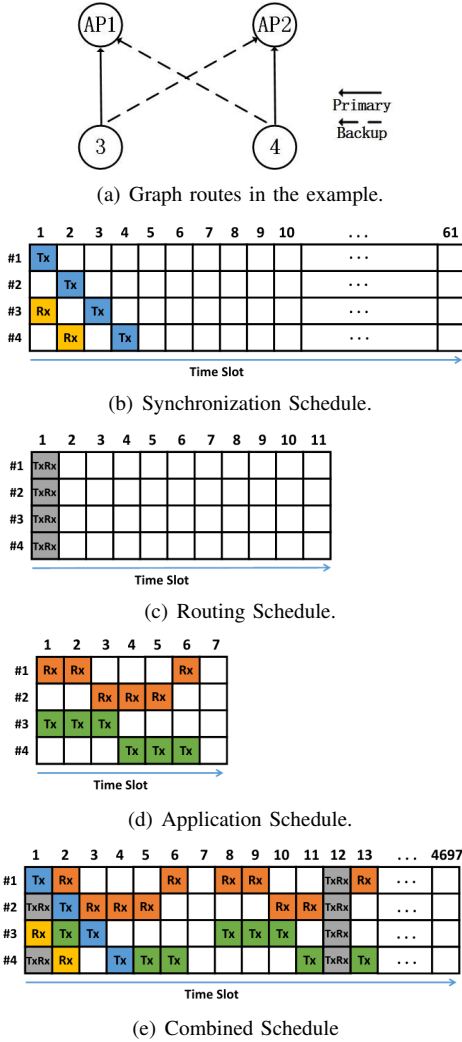 AP1 AP2
3 4
Primary
Backup
(a) Graph routes in the example.
1 2 3 4 5 6 7 8 9 10 ... 61
#1 Tx ...
#2 Tx ...
#3 Rx Tx ...
#4 Rx Tx ...
Time Slot
(b) Synchronization Schedule.
1 2 3 4 5 6 7 8 9 10 11
#1 TxRx
#2 TxRx
#3 TxRx
#4 TxRx
Time Slot
(c) Routing Schedule.
1 2 3 4 5 6 7
#1 Rx Rx Rx
#2 Rx Rx Rx
#3 Tx Tx Tx
#4 Tx Tx Tx
Time Slot
(d) Application Schedule.
1 2 3 4 5 6 7 8 9 10 11 12 13 ... 4697
#1 Tx Rx Rx Rx Rx TxRx Rx ...
#2 TxRx Tx Rx Rx Rx Rx Rx TxRx ...
#3 Rx Tx Tx Tx Tx Tx TxRx ...
#4 TxRx Rx Tx Tx Tx Tx TxRx Tx ...
Time Slot
(e) Combined Schedule